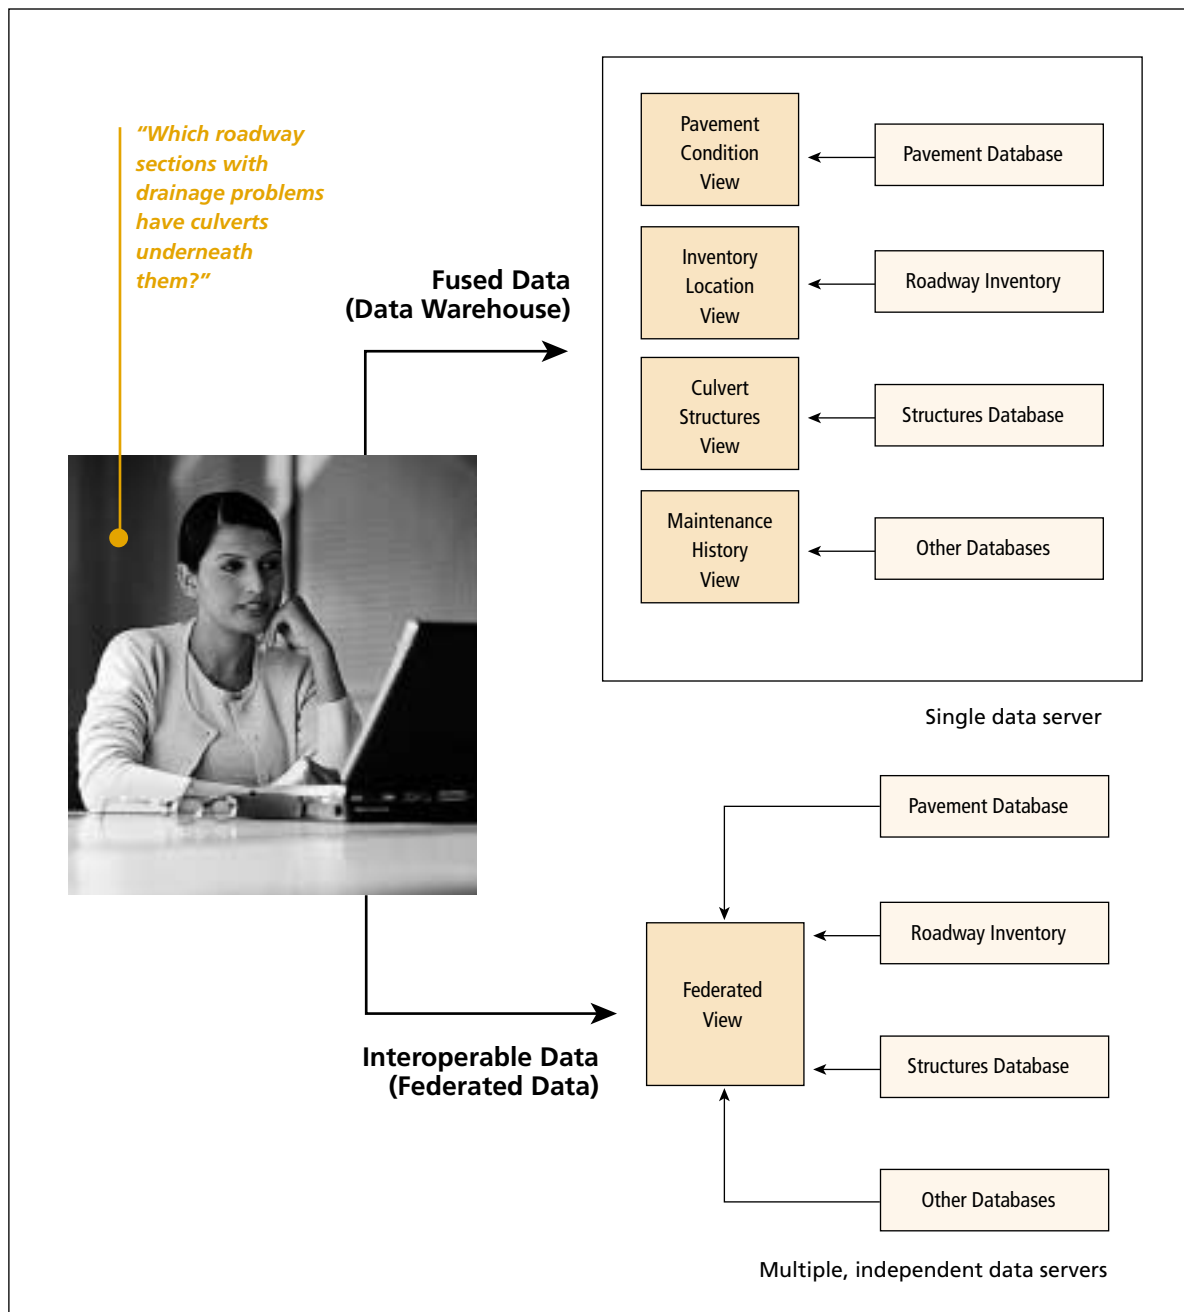 “Which roadway
sections with
drainage problems
have culverts
underneath
them?”
Fused Data
(Data Warehouse)
Pavement
Condition
View
Pavement Database
Inventory
Location
View
Roadway Inventory
Culvert
Structures
View
Structures Database
Maintenance
History
View
Other Databases
Single data server
Interoperable Data
(Federated Data)
Federated
View
Pavement Database
Roadway Inventory
Structures Database
Other Databases
Multiple, independent data servers